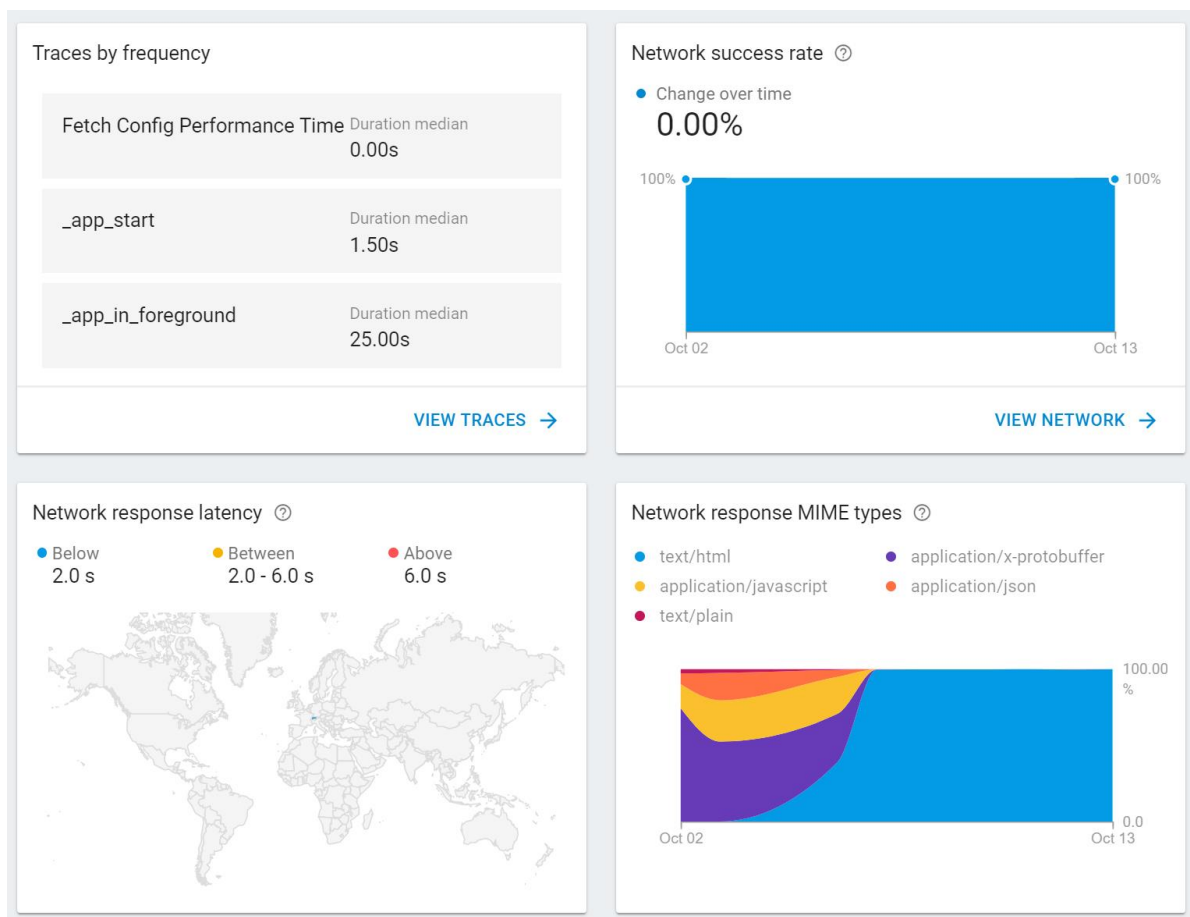 Traces by frequency
Fetch Config Performance Time Duration median
0.00s
_app_start Duration median
1.50s
_app_in_foreground Duration median
25.00s
VIEW TRACES
Network success rate
Change over time
0.00%
100% 100%
Oct 02 Oct 13
VIEW NETWORK
Network response latency
Below Between Above
2.0 s 2.0 - 6.0 s 6.0 s
Network response MIME types
text/html application/x-protobuffer
application/javascript application/json
text/plain
100.00
%
0.0
Oct 02 Oct 13